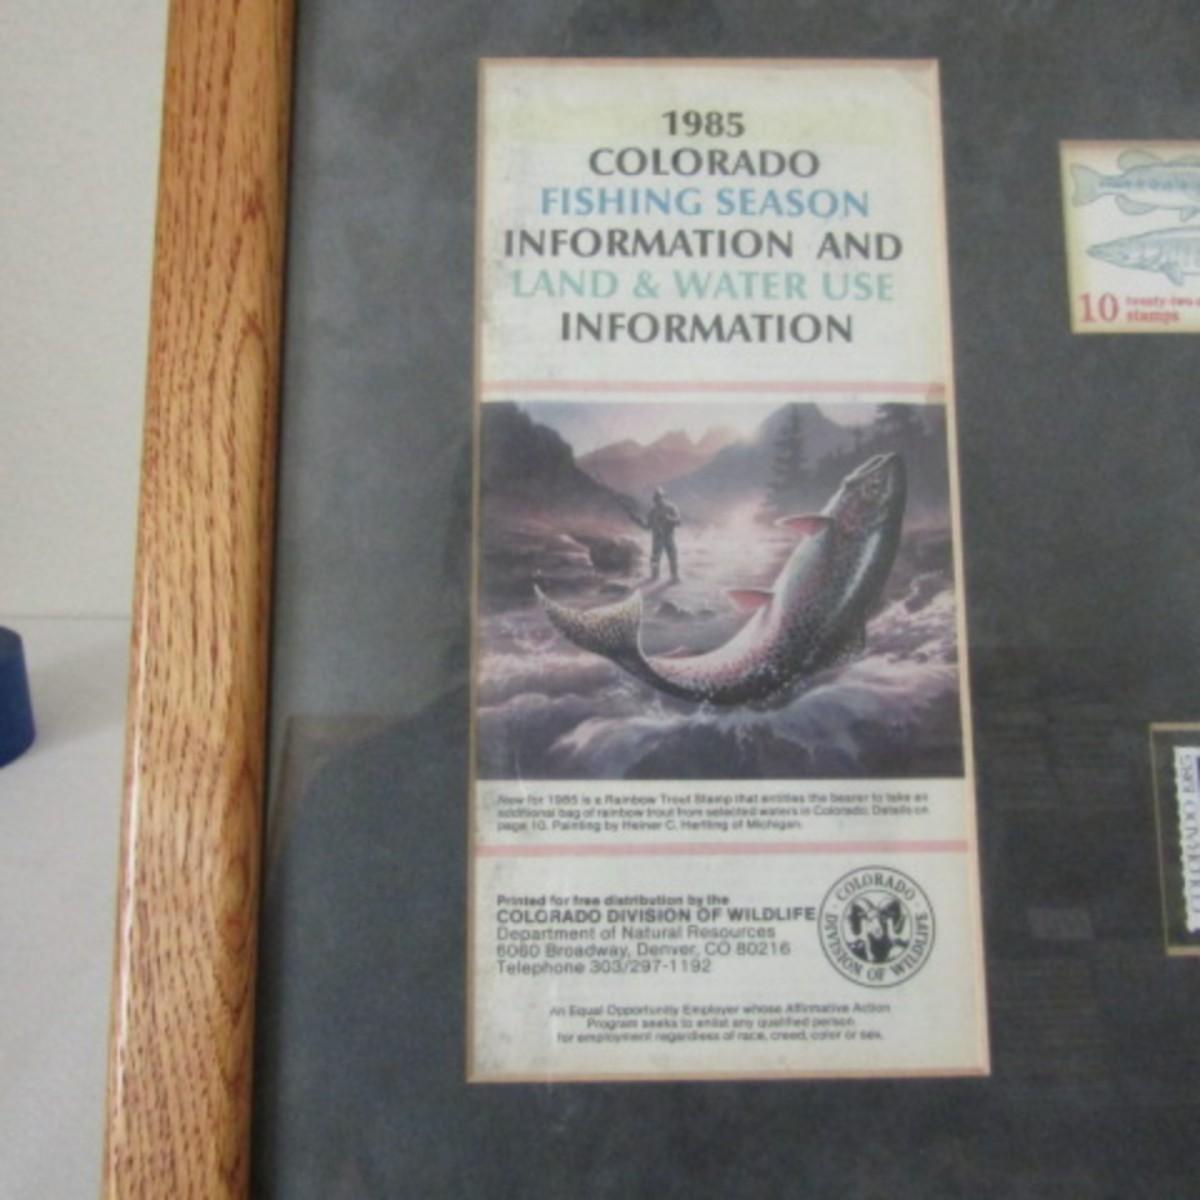 1985
COLORADO
FISHING SEASON
INFORMATION AND
LAND & WATER USE
INFORMATION
New for 1985 is a Rainbow Trout Stamp that entitles the bearer to take an
additional bag of rainbow trout from selected waters in Colorado. Details on
page 10. Painting by Heiner C. Hertling of Michigan.
Printed for free distribution by the
COLORADO DIVISION OF WILDLIFE
Department of Natural Resources
6060 Broadway, Denver, CO 80216
Telephone 303/297-1192
COLORADO
DIVISION OF WILDLIFE
An Equal Opportunity Employer whose Affirmative Action
Program seeks to enlist any qualified person
for employment regardless of race, creed, color or sex.
10 twenty-two
stamps